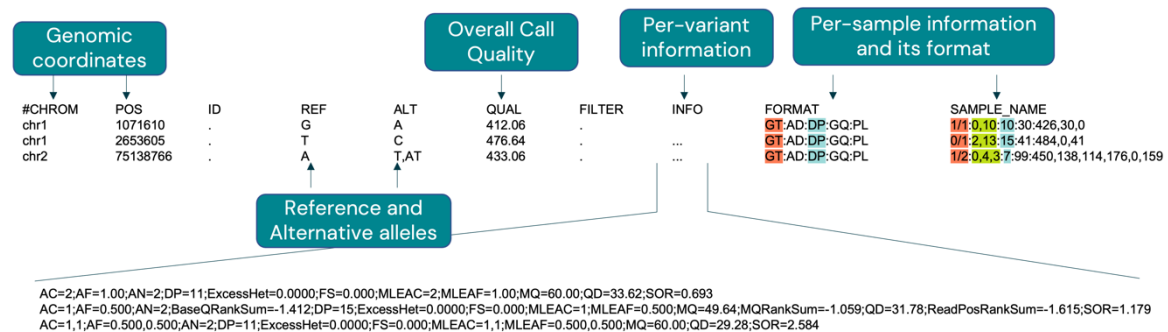 Genomic
coordinates
Overall Call
Quality
Per-variant
information
Per-sample information
and its format
#CHROM POS ID REF ALT QUAL FILTER INFO FORMAT SAMPLE_NAME
chr1 1071610 . G A 412.06 . GT:AD:DP:GQ:PL 1/1:0,10:10:30:426,30,0
chr1 2653605 . T C 476.64 . ... GT:AD:DP:GQ:PL 0/1:2,13:15:41:484,0,41
chr2 75138766 . A T,AT 433.06 . ... GT:AD:DP:GQ:PL 1/2:0,4,3:7:99:450,138,114,176,0,159
Reference and
Alternative alleles
AC=2;AF=1.00;AN=2;DP=11;ExcessHet=0.0000;FS=0.000;MLEAC=2;MLEAF=1.00;MQ=60.00;QD=33.62;SOR=0.693
AC=1;AF=0.500;AN=2;BaseQRankSum=-1.412;DP=15;ExcessHet=0.0000;FS=0.000;MLEAC=1;MLEAF=0.500;MQ=49.64;MQRankSum=-1.059;QD=31.78;ReadPosRankSum=-1.615;SOR=1.179
AC=1,1;AF=0.500,0.500;AN=2;DP=11;ExcessHet=0.0000;FS=0.000;MLEAC=1,1;MLEAF=0.500,0.500;MQ=60.00;QD=29.28;SOR=2.584